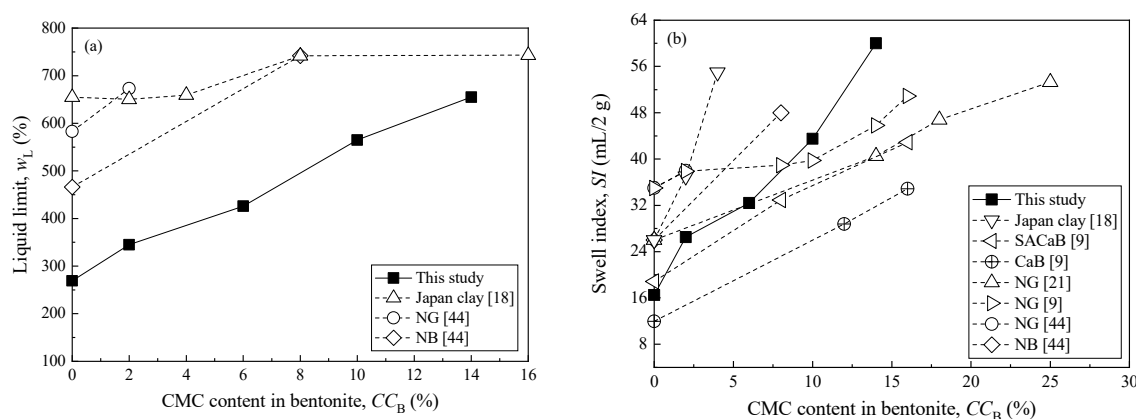 (a)
800
700
600
500
400
300
200
100
Liquid limit, w_L (%)
This study
Japan clay [18]
NG [44]
NB [44]
0 2 4 6 8 10 12 14 16
CMC content in bentonite, CC_B (%)
(b)
64
56
48
40
32
24
16
8
Swell index, SI (mL/2 g)
This study
Japan clay [18]
SACaB [9]
CaB [9]
NG [21]
NG [9]
NG [44]
NB [44]
0 5 10 15 20 25 30
CMC content in bentonite, CC_B (%)